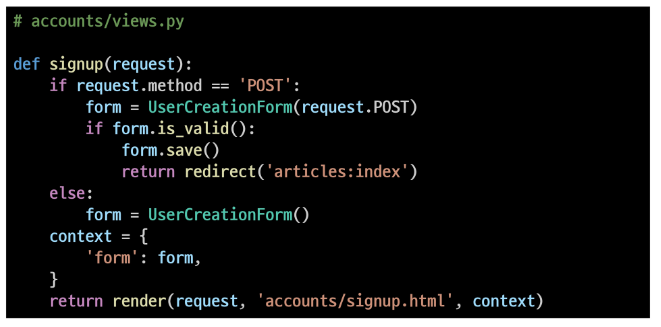 # accounts/views.py
def signup(request):
    if request.method == 'POST':
        form = UserCreationForm(request.POST)
        if form.is_valid():
            form.save()
            return redirect('articles:index')
    else:
        form = UserCreationForm()
    context = {
        'form': form,
    }
    return render(request, 'accounts/signup.html', context)